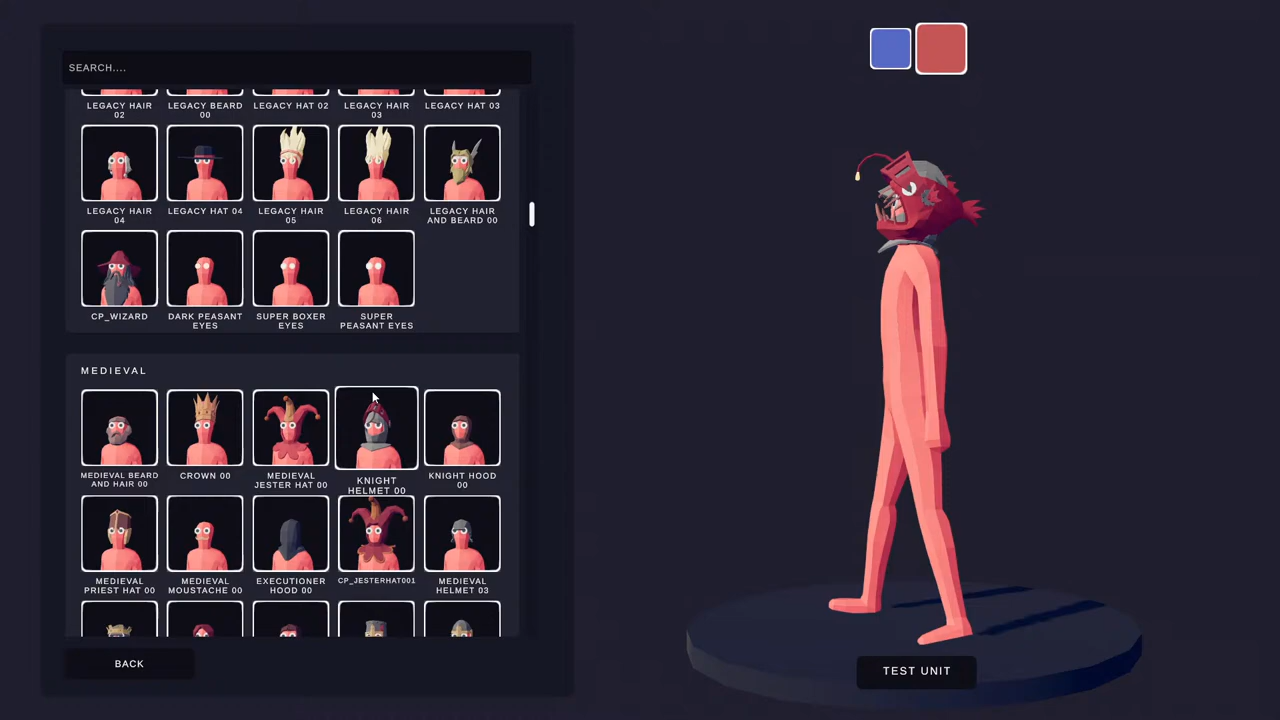 SEARCH....
LEGACY HAIR
02
LEGACY BEARD
00
LEGACY HAT 02
LEGACY HAIR
03
LEGACY HAT 03
LEGACY HAIR
04
LEGACY HAT 04
LEGACY HAIR
05
LEGACY HAIR
06
LEGACY HAIR
AND BEARD 00
CP_WIZARD
DARK PEASANT
EYES
SUPER BOXER
EYES
SUPER
PEASANT EYES
MEDIEVAL
MEDIEVAL BEARD
AND HAIR 00
CROWN 00
MEDIEVAL
JESTER HAT 00
KNIGHT
HELMET 00
KNIGHT HOOD
00
MEDIEVAL
PRIEST HAT 00
MEDIEVAL
MOUSTACHE 00
EXECUTIONER
HOOD 00
CP_JESTERHAT001
MEDIEVAL
HELMET 03
BACK
TEST UNIT